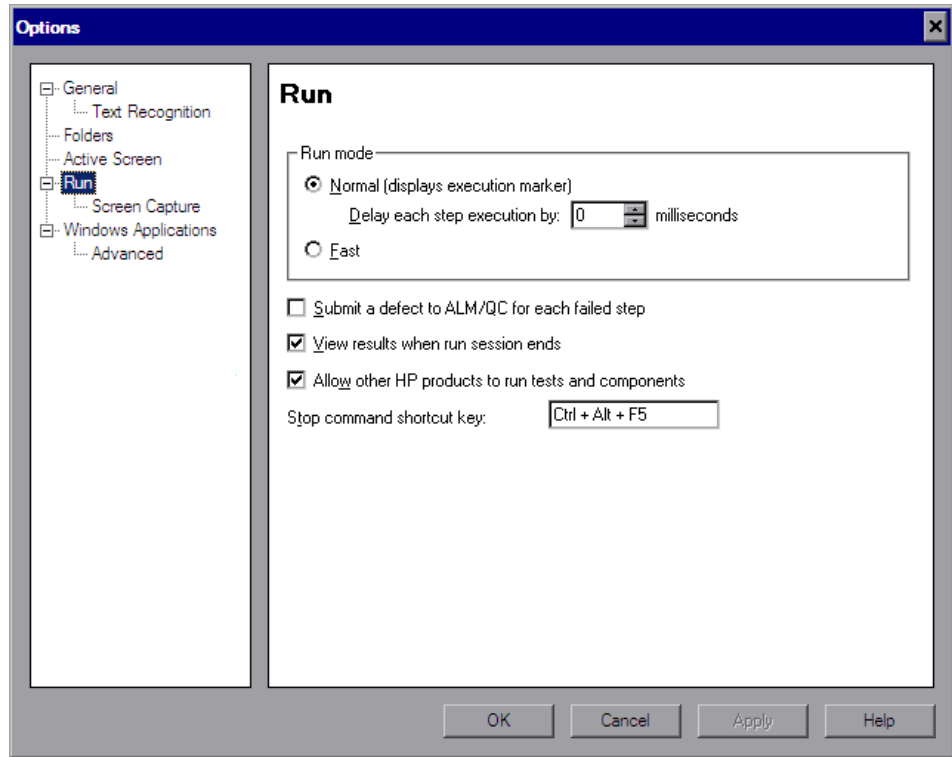 Options
General
Text Recognition
Folders
Active Screen
Run
Screen Capture
Windows Applications
Advanced
Run
Run mode
Normal (displays execution marker)
Delay each step execution by: 0 milliseconds
Fast
Submit a defect to ALM/QC for each failed step
View results when run session ends
Allow other HP products to run tests and components
Stop command shortcut key: Ctrl + Alt + F5
OK Cancel Apply Help